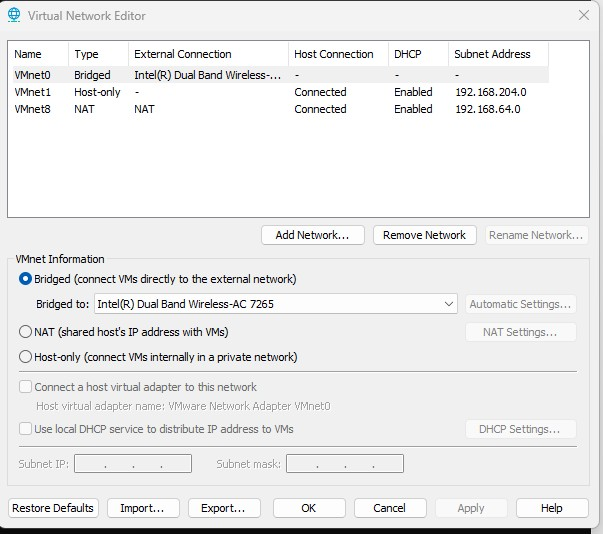 Virtual Network Editor
Name Type External Connection Host Connection DHCP Subnet Address
VMnet0 Bridged Intel(R) Dual Band Wireless-... - - -
VMnet1 Host-only - Connected Enabled 192.168.204.0
VMnet8 NAT NAT Connected Enabled 192.168.64.0
Add Network... Remove Network Rename Network...
VMnet Information
Bridged (connect VMs directly to the external network)
Bridged to: Intel(R) Dual Band Wireless-AC 7265 Automatic Settings...
NAT (shared host's IP address with VMs) NAT Settings...
Host-only (connect VMs internally in a private network)
Connect a host virtual adapter to this network
Host virtual adapter name: VMware Network Adapter VMnet0
Use local DHCP service to distribute IP address to VMs DHCP Settings...
Subnet IP: . . . Subnet mask: . . .
Restore Defaults Import... Export... OK Cancel Apply Help